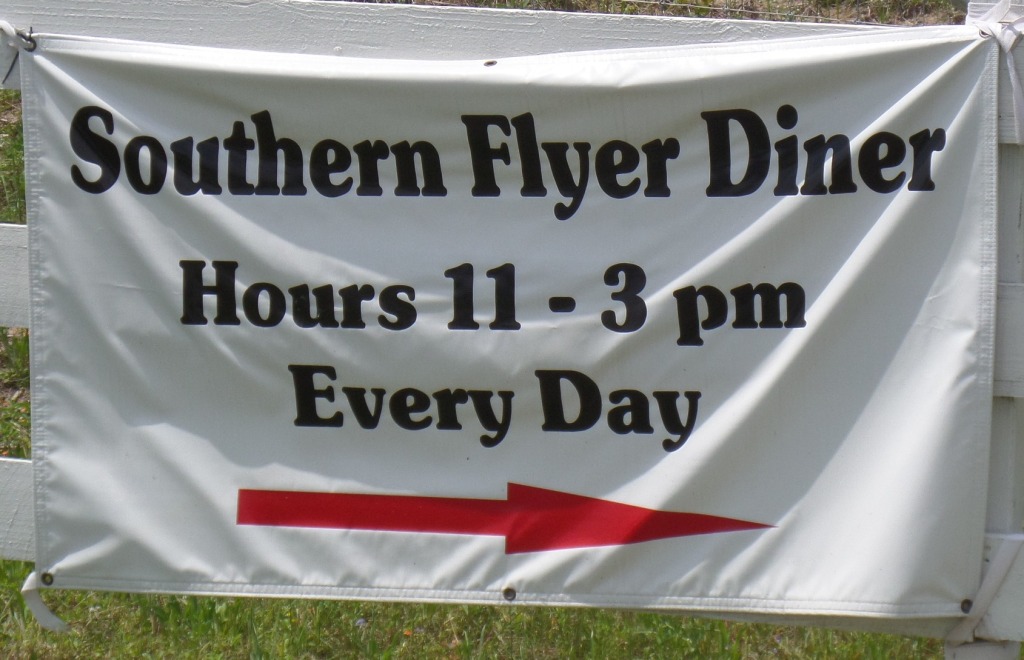 Southern Flyer Diner
Hours 11 - 3 pm
Every Day